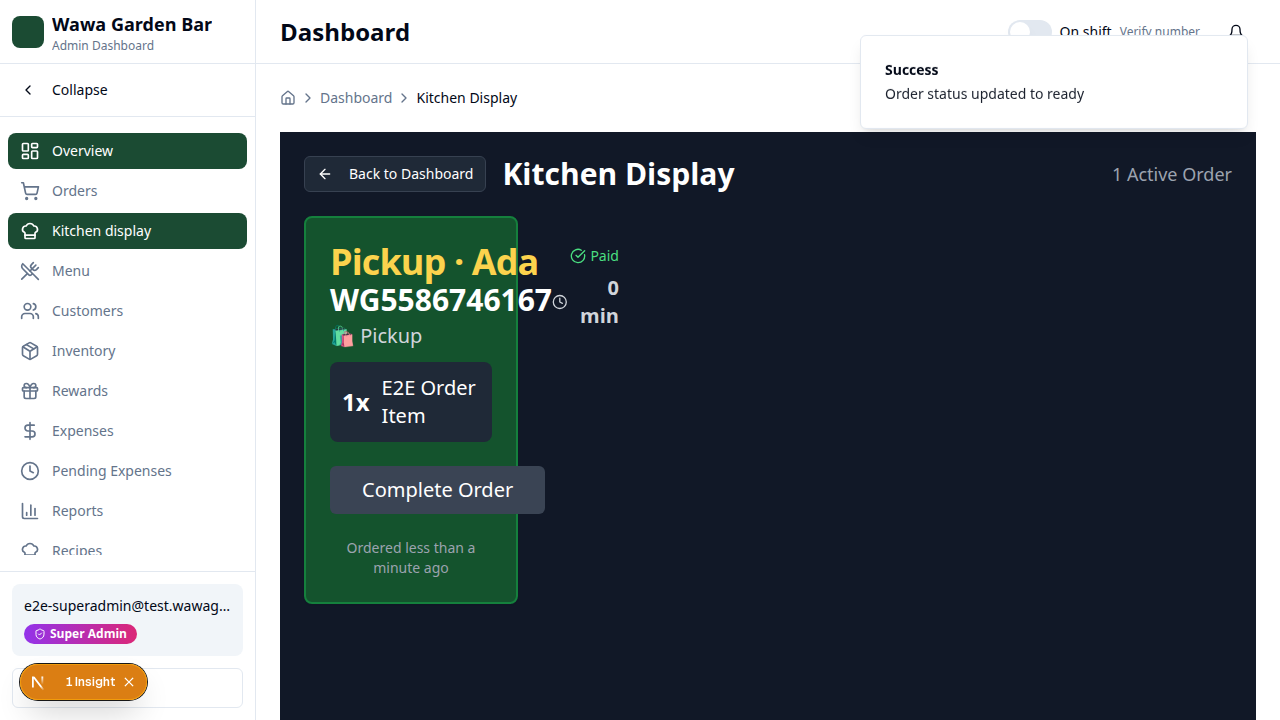 Wawa Garden Bar
Admin Dashboard
Collapse
Overview
Orders
Kitchen display
Menu
Customers
Inventory
Rewards
Expenses
Pending Expenses
Reports
Recipes
e2e-superadmin@test.wawag...
Super Admin
1 Insight
Dashboard
On shift
Verify number
Success
Order status updated to ready
Dashboard
Kitchen Display
Back to Dashboard
Kitchen Display
1 Active Order
Pickup · Ada
Paid
WG5586746167
0
min
Pickup
1x
E2E Order
Item
Complete Order
Ordered less than a
minute ago